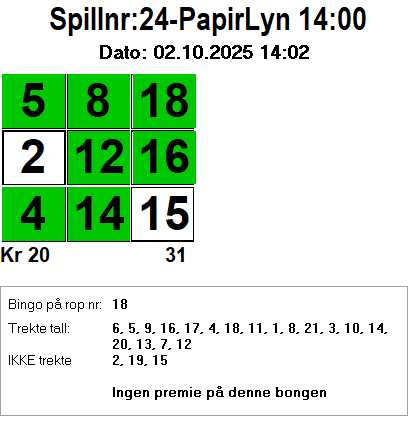 Spillnr:24-PapirLyn 14:00
Dato: 02.10.2025 14:02
5 8 18
2 12 16
4 14 15
Kr 20 31
Bingo på rop nr: 18
Trekte tall: 6, 5, 9, 16, 17, 4, 18, 11, 1, 8, 21, 3, 10, 14,
20, 13, 7, 12
IKKE trekte 2, 19, 15
Ingen premie på denne bongen